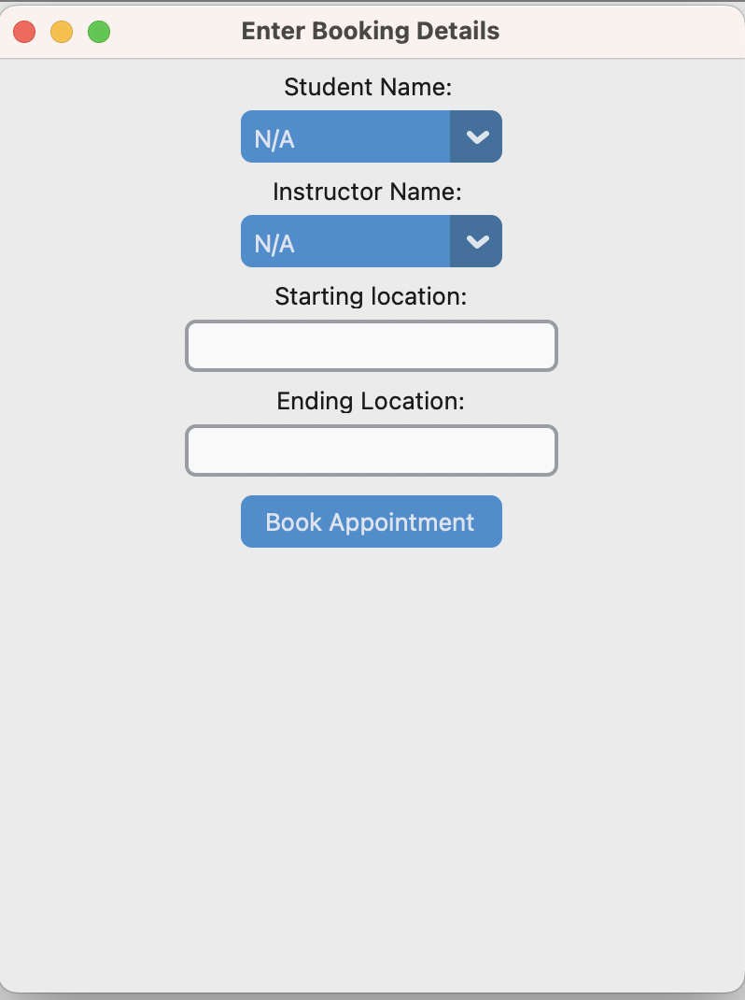 Enter Booking Details
Student Name:
N/A
Instructor Name:
N/A
Starting location:
Ending Location:
Book Appointment